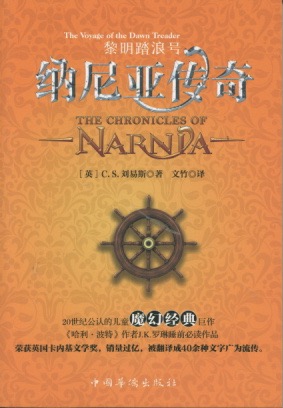 The Voyage of the Dawn Treader
黎明踏浪号
纳尼亚传奇
THE CHRONICLES OF
NARNIA
[英] C. S. 刘易斯 著 文竹 译
20世纪公认的儿童魔幻经典巨作
《哈利·波特》作者J.K.罗琳睡前必读作品
荣获英国卡内基文学奖，销量过亿，被翻译成40余种文字广为流传。
中国华侨出版社